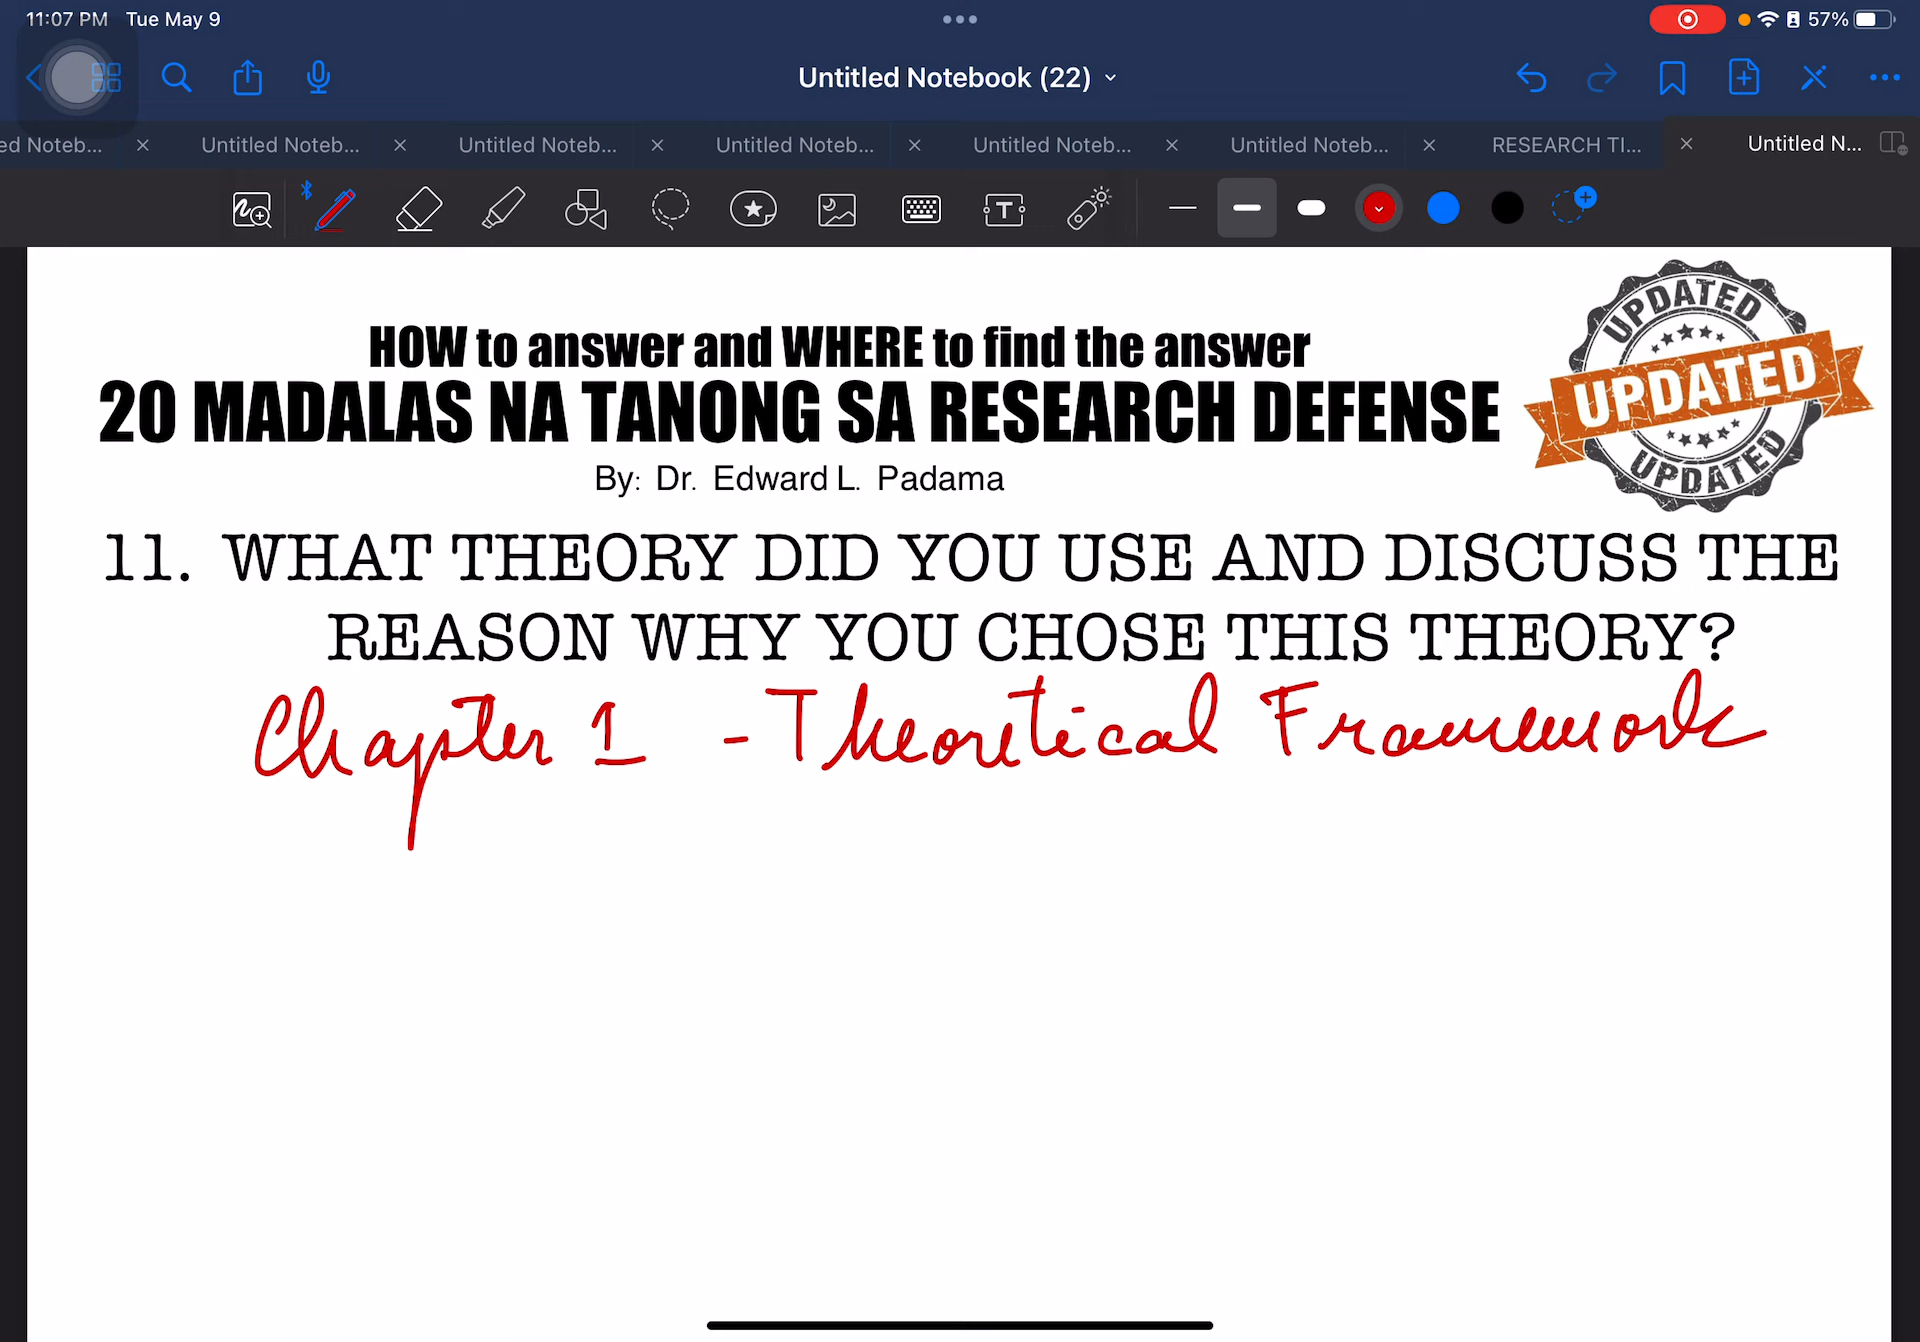 11:07 PM Tue May 9
57%
Untitled Notebook (22)
ed Noteb...
Untitled Noteb...
Untitled Noteb...
Untitled Noteb...
Untitled Noteb...
Untitled Noteb...
RESEARCH TI...
Untitled N...
HOW to answer and WHERE to find the answer
20 MADALAS NA TANONG SA RESEARCH DEFENSE
By: Dr. Edward L. Padama
UPDATED
UPDATED
UPDATED
11. WHAT THEORY DID YOU USE AND DISCUSS THE
REASON WHY YOU CHOSE THIS THEORY?
Chapter 1 - Theoretical Framework